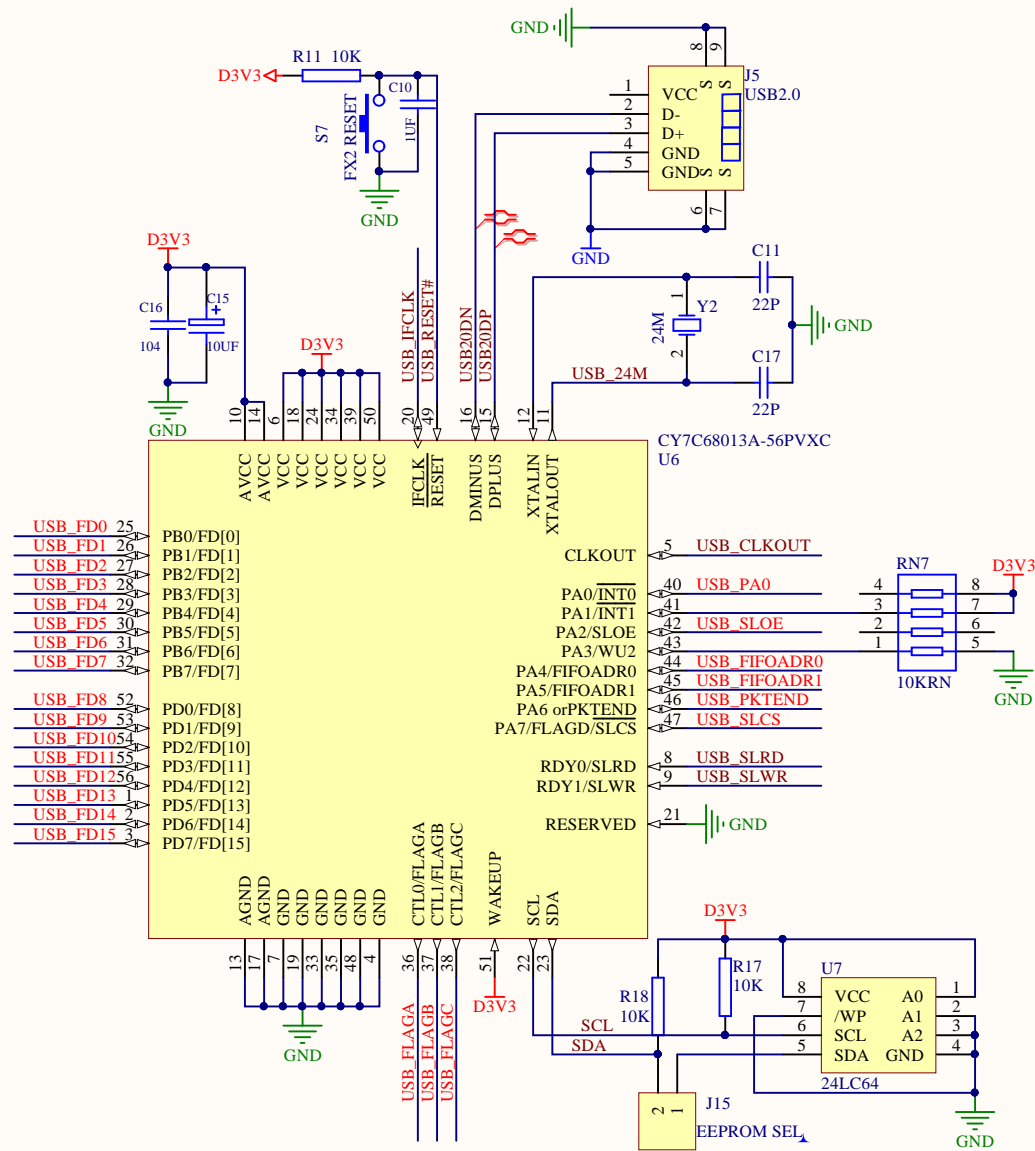 GND
R11 10K
D3V3
C10
1UF
S7
FX2 RESET
GND
J5
USB2.0
8
9
S
S
1
VCC
2
D-
3
D+
4
GND
5
GND
S
S
6
7
GND
D3V3
C16
104
C15
+
10UF
GND
D3V3
USB_IFCLK
USB_RESET#
USB20DN
USB20DP
C11
22P
1
Y2
24M
2
GND
C17
22P
USB_24M
10
14
6
18
24
34
39
50
20
49
16
15
12
11
CY7C68013A-56PVXC
U6
AVCC
AVCC
VCC
VCC
VCC
VCC
VCC
VCC
IFCLK
RESET
DMINUS
DPLUS
XTALIN
XTALOUT
USB_FD0 25 PB0/FD[0]
USB_FD1 26 PB1/FD[1]
USB_FD2 27 PB2/FD[2]
USB_FD3 28 PB3/FD[3]
USB_FD4 29 PB4/FD[4]
USB_FD5 30 PB5/FD[5]
USB_FD6 31 PB6/FD[6]
USB_FD7 32 PB7/FD[7]
USB_FD8 52 PD0/FD[8]
USB_FD9 53 PD1/FD[9]
USB_FD10 54 PD2/FD[10]
USB_FD11 55 PD3/FD[11]
USB_FD12 56 PD4/FD[12]
USB_FD13 1 PD5/FD[13]
USB_FD14 2 PD6/FD[14]
USB_FD15 3 PD7/FD[15]
CLKOUT 5 USB_CLKOUT
PA0/INT0 40 USB_PA0
PA1/INT1 41
PA2/SLOE 42 USB_SLOE
PA3/WU2 43
PA4/FIFOADR0 44 USB_FIFOADR0
PA5/FIFOADR1 45 USB_FIFOADR1
PA6 orPKTEND 46 USB_PKTEND
PA7/FLAGD/SLCS 47 USB_SLCS
RDY0/SLRD 8 USB_SLRD
RDY1/SLWR 9 USB_SLWR
RESERVED 21 GND
RN7
D3V3
4 8
3 7
2 6
1 5
10KRN
GND
AGND
AGND
GND
GND
GND
GND
GND
GND
CTL0/FLAGA
CTL1/FLAGB
CTL2/FLAGC
WAKEUP
SCL
SDA
13
17
7
19
33
35
48
4
36
37
38
51
22
23
GND
USB_FLAGA
USB_FLAGB
USB_FLAGC
D3V3
SCL
SDA
D3V3
R18
10K
R17
10K
U7
8 VCC A0 1
7 /WP A1 2
6 SCL A2 3
5 SDA GND 4
24LC64
GND
2
1
J15
EEPROM SEL